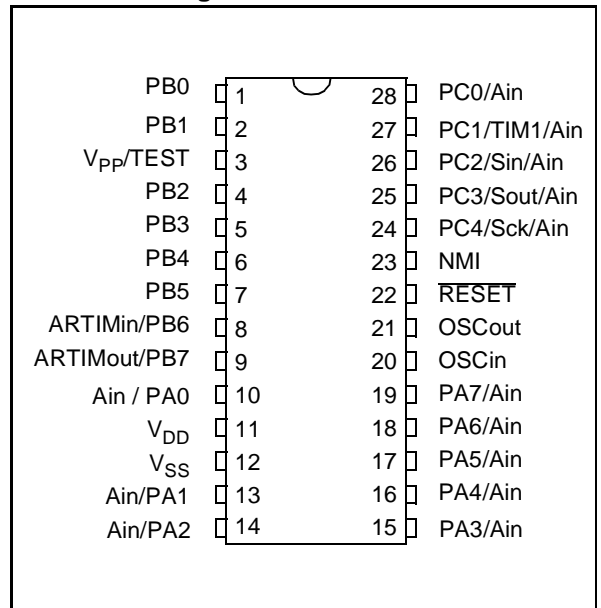 PB0 1 28 PC0/Ain
PB1 2 27 PC1/TIM1/Ain
VPP/TEST 3 26 PC2/Sin/Ain
PB2 4 25 PC3/Sout/Ain
PB3 5 24 PC4/Sck/Ain
PB4 6 23 NMI
PB5 7 22 RESET
ARTIMin/PB6 8 21 OSCout
ARTIMout/PB7 9 20 OSCin
Ain / PA0 10 19 PA7/Ain
VDD 11 18 PA6/Ain
VSS 12 17 PA5/Ain
Ain/PA1 13 16 PA4/Ain
Ain/PA2 14 15 PA3/Ain